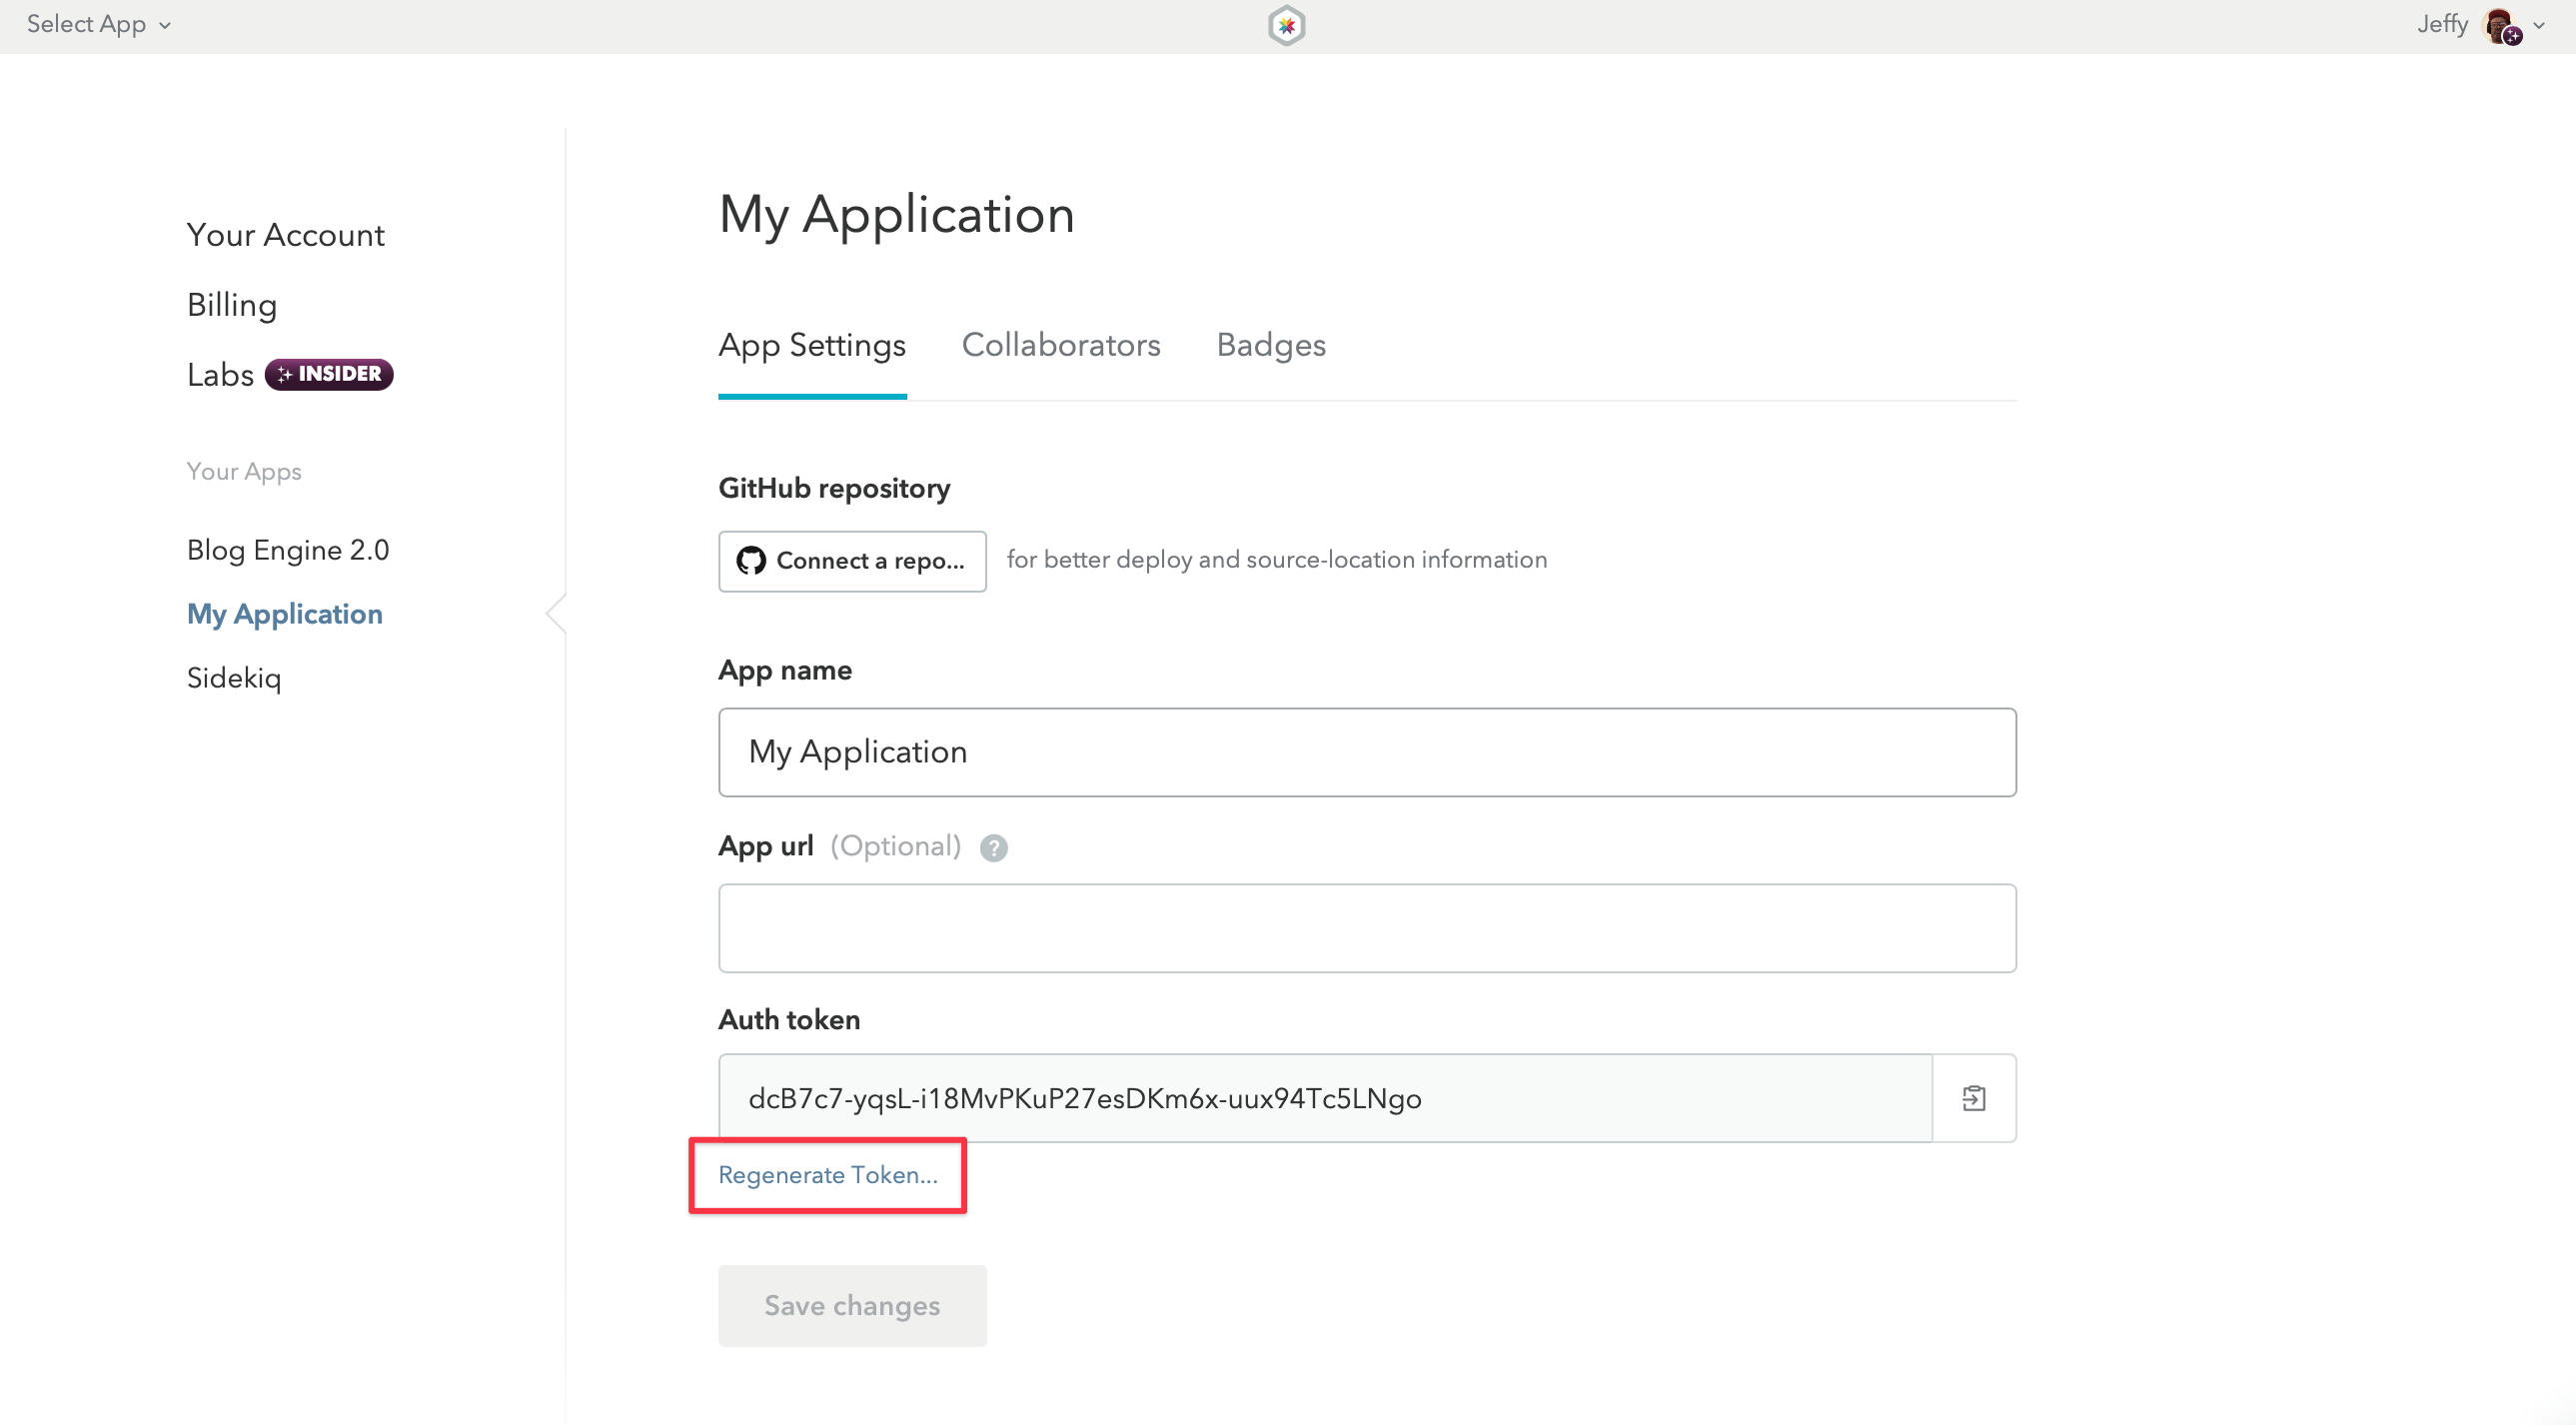 Select App
Jeffy
Your Account
Billing
Labs INSIDER
Your Apps
Blog Engine 2.0
My Application
Sidekiq
My Application
App Settings Collaborators Badges
GitHub repository
Connect a repo... for better deploy and source-location information
App name
My Application
App url (Optional) ?
Auth token
dcB7c7-yqsL-i18MvPKuP27esDKm6x-uux94Tc5LNgo
Regenerate Token...
Save changes